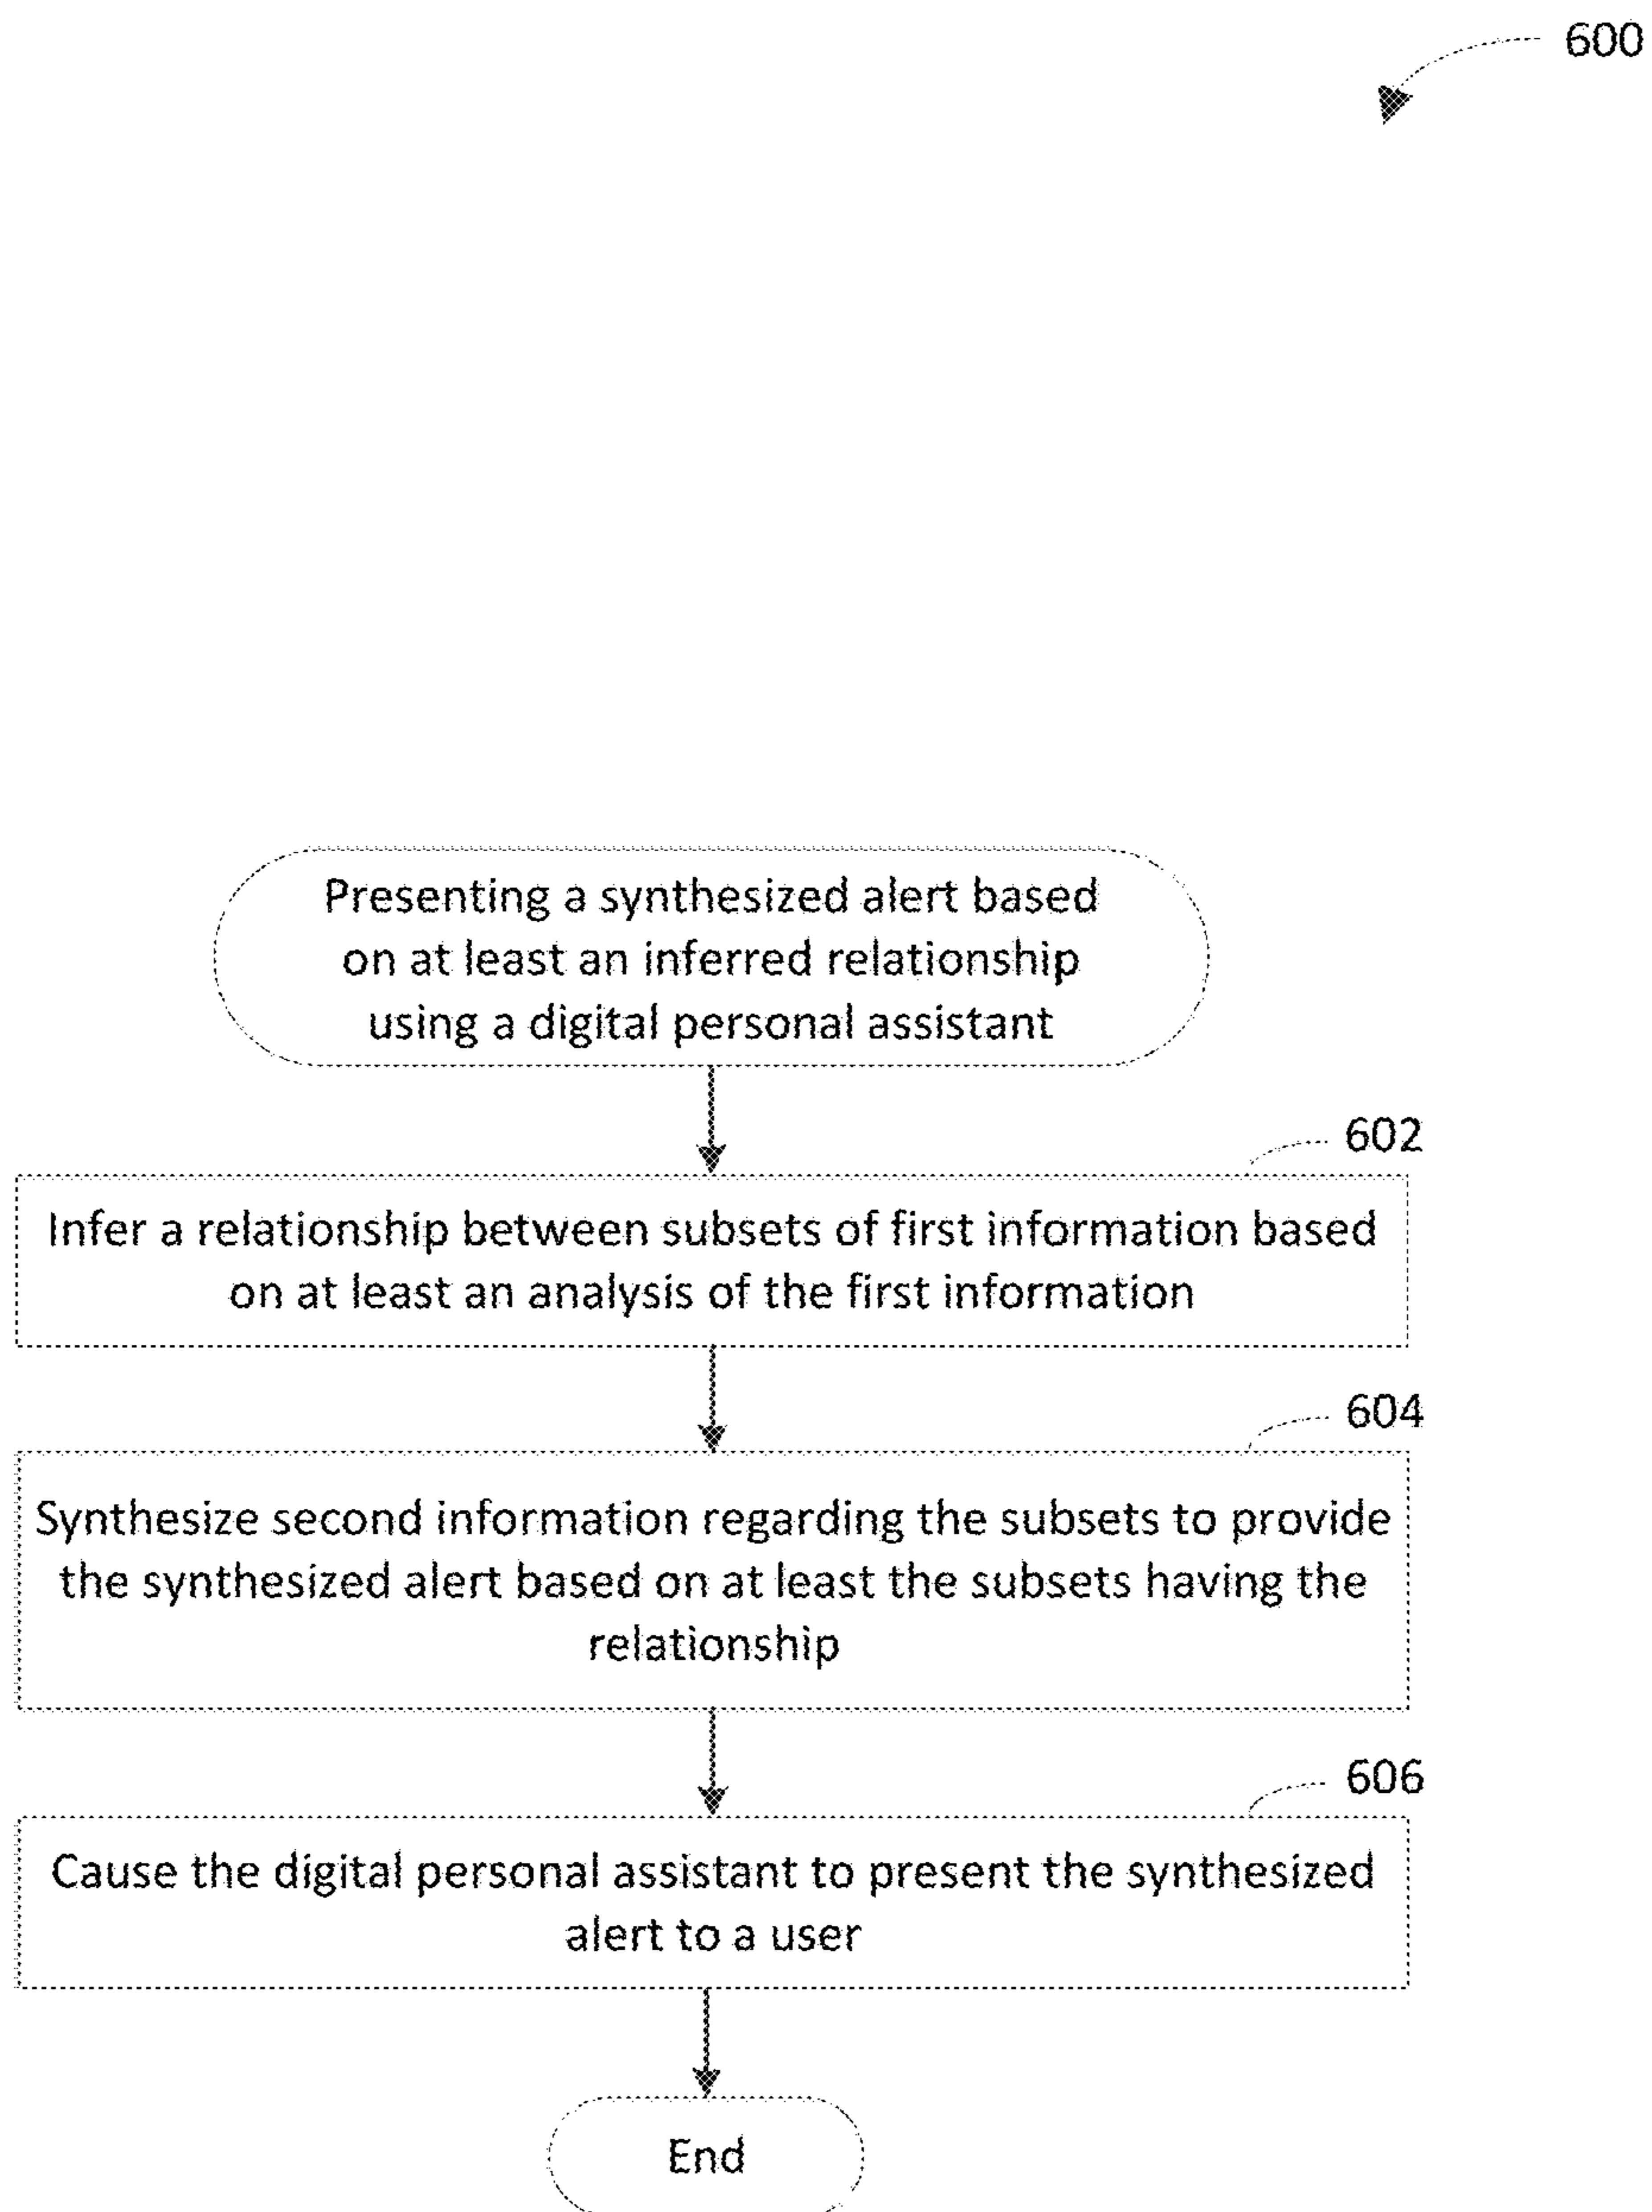 600
Presenting a synthesized alert based
on at least an inferred relationship
using a digital personal assistant
602
Infer a relationship between subsets of first information based
on at least an analysis of the first information
604
Synthesize second information regarding the subsets to provide
the synthesized alert based on at least the subsets having the
relationship
606
Cause the digital personal assistant to present the synthesized
alert to a user
End